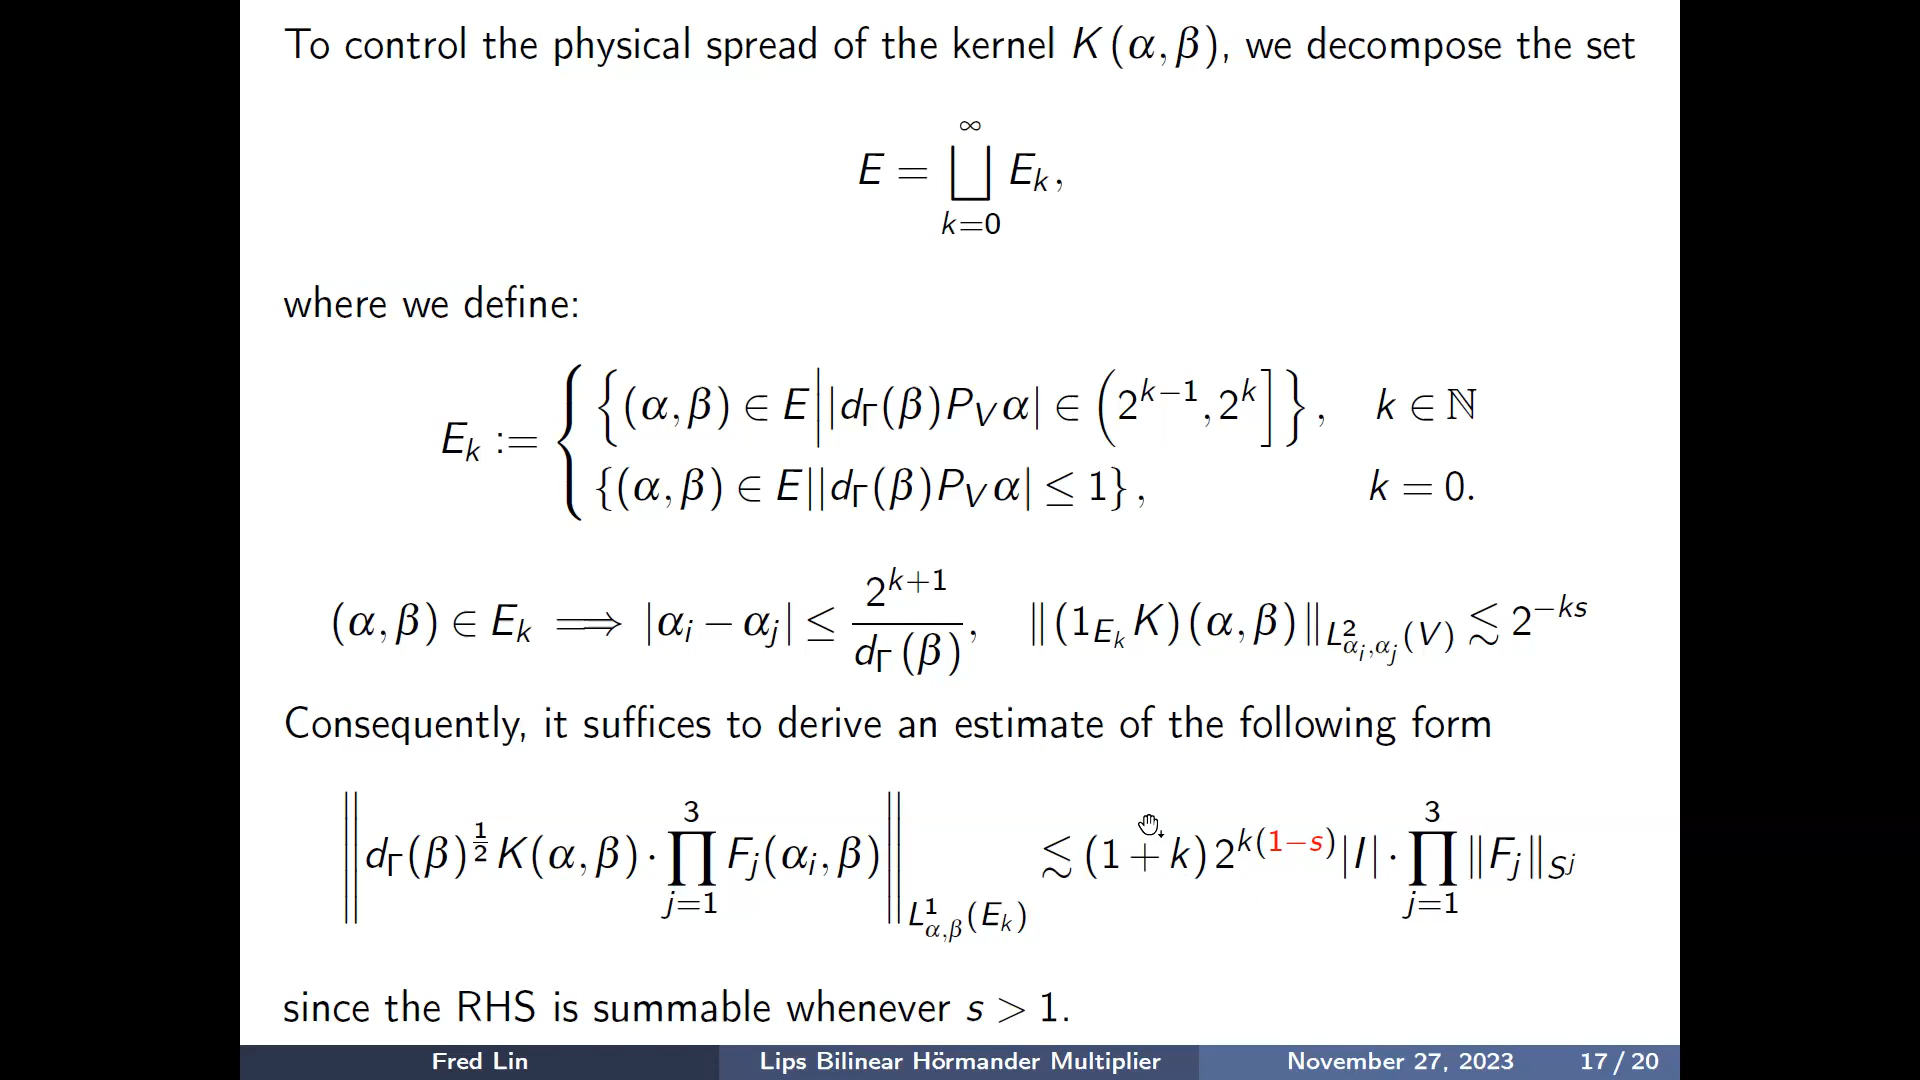 To control the physical spread of the kernel K(α, β), we decompose the set
E = ⨆_{k=0}^{∞} E_k,
where we define:
E_k := { {(α, β) ∈ E | |d_Γ(β)P_V α| ∈ (2^{k−1}, 2^k]}, k ∈ ℕ
{(α, β) ∈ E||d_Γ(β)P_V α| ≤ 1}, k = 0.
(α, β) ∈ E_k ⟹ |α_i − α_j| ≤ 2^{k+1} / d_Γ(β), ‖(1_{E_k} K)(α, β)‖_{L²_{α_i,α_j}(V)} ≲ 2^{−ks}
Consequently, it suffices to derive an estimate of the following form
‖d_Γ(β)^{1/2} K(α, β) · ∏_{j=1}^{3} F_j(α_i, β)‖_{L¹_{α,β}(E_k)} ≲ (1 + k) 2^{k(1−s)} |I| · ∏_{j=1}^{3} ‖F_j‖_{S^j}
since the RHS is summable whenever s > 1.
Fred Lin Lips Bilinear Hörmander Multiplier November 27, 2023 17 / 20